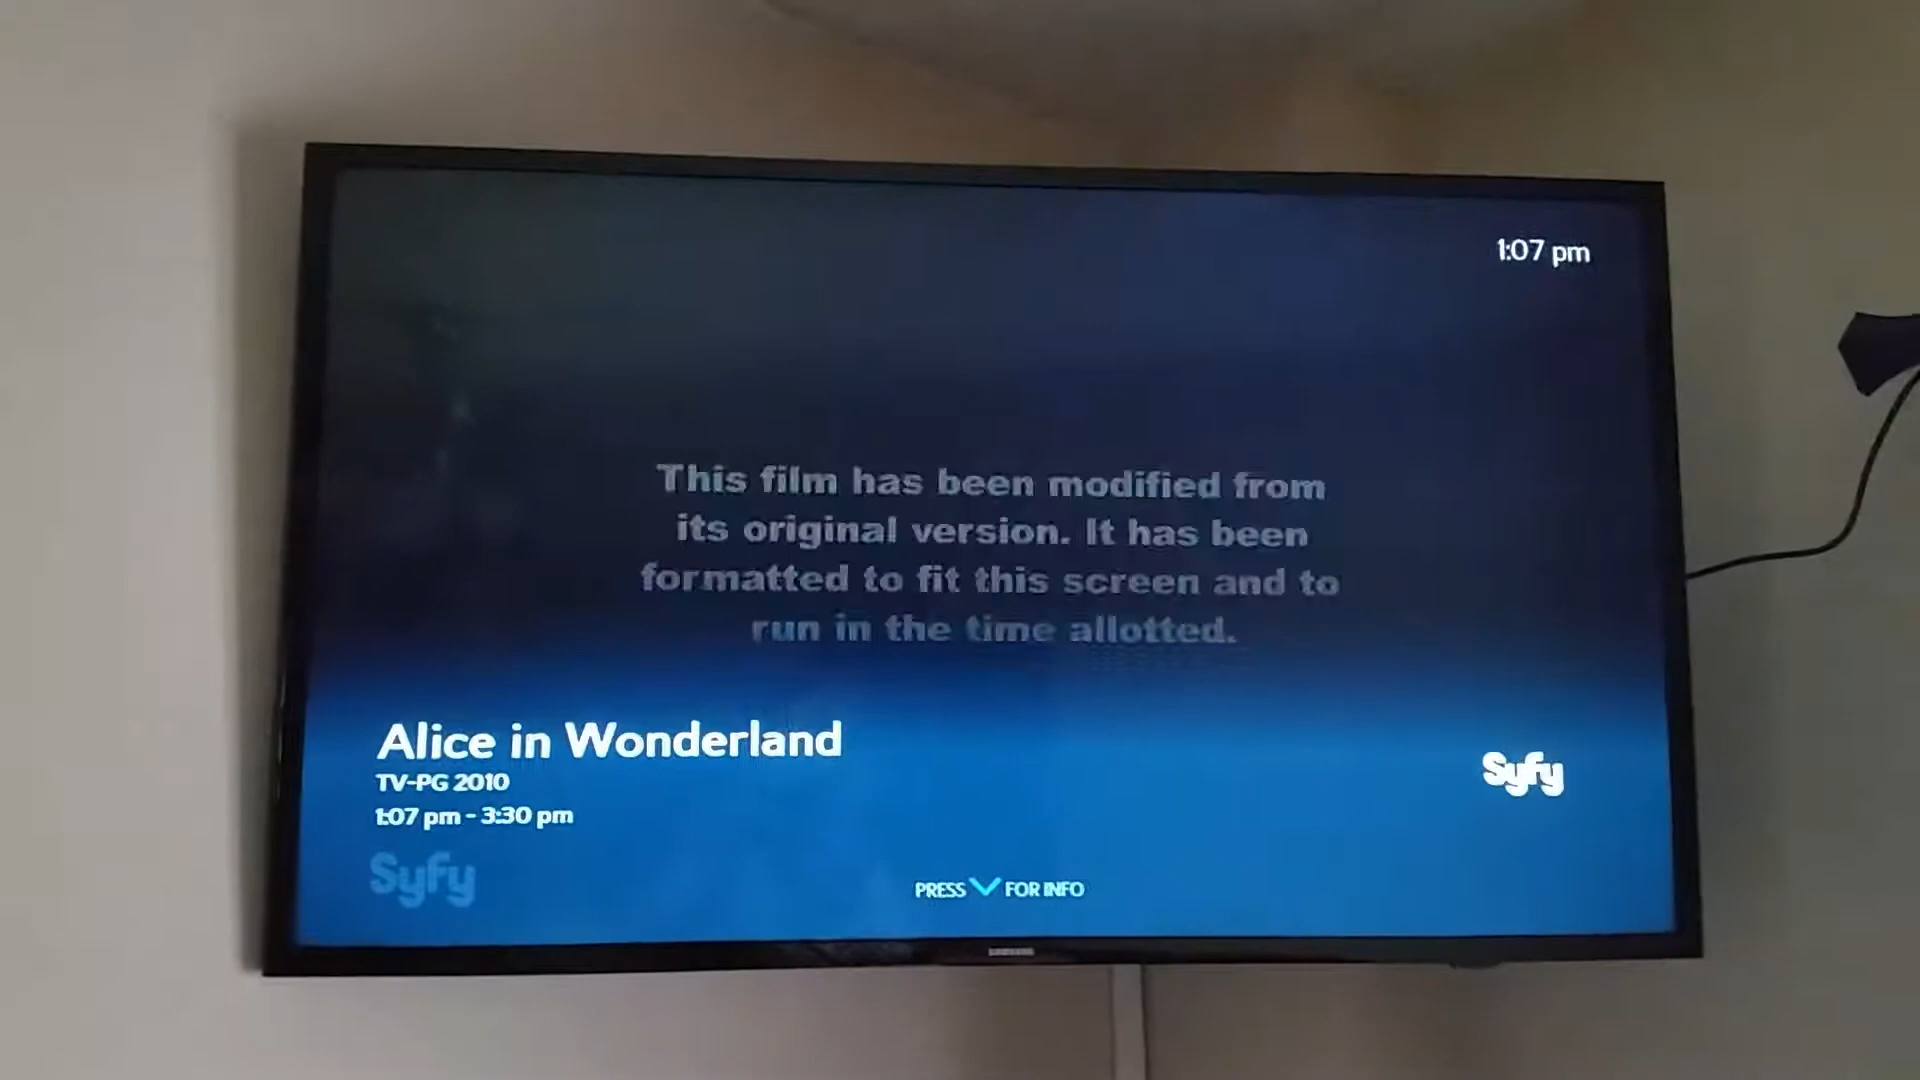 1:07 pm
This film has been modified from
its original version. It has been
formatted to fit this screen and to
run in the time allotted.
Alice in Wonderland
TV-PG 2010
1:07 pm - 3:30 pm
Syfy
Syfy
PRESS FOR INFO
SAMSUNG